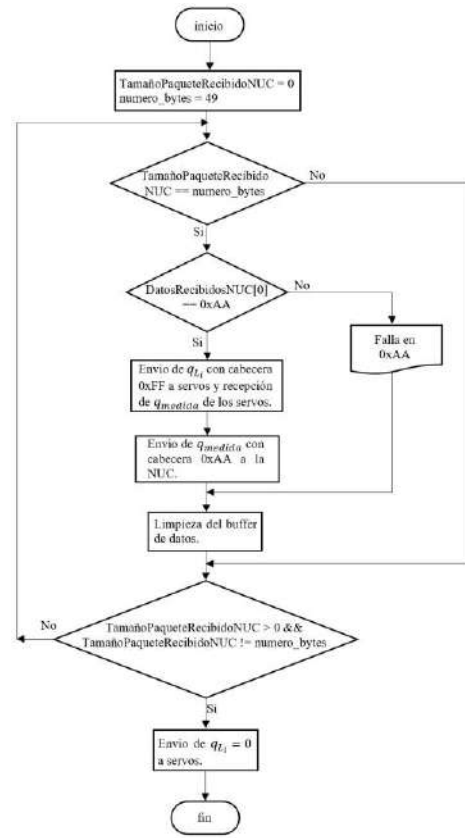 inicio
TamañoPaqueteRecibidoNUC = 0
numero_bytes = 49
TamañoPaqueteRecibido
NUC == numero_bytes
No
Si
DatosRecibidosNUC[0]
== 0xAA
No
Si
Falla en
0xAA
Envio de q_{L_i} con cabecera
0xFF a servos y recepción
de q_{medida} de los servos.
Envio de q_{medida} con
cabecera 0xAA a la
NUC.
Limpieza del buffer
de datos.
No
TamañoPaqueteRecibidoNUC > 0 &&
TamañoPaqueteRecibidoNUC != numero_bytes
Si
Envio de q_{L_i} = 0
a servos.
fin